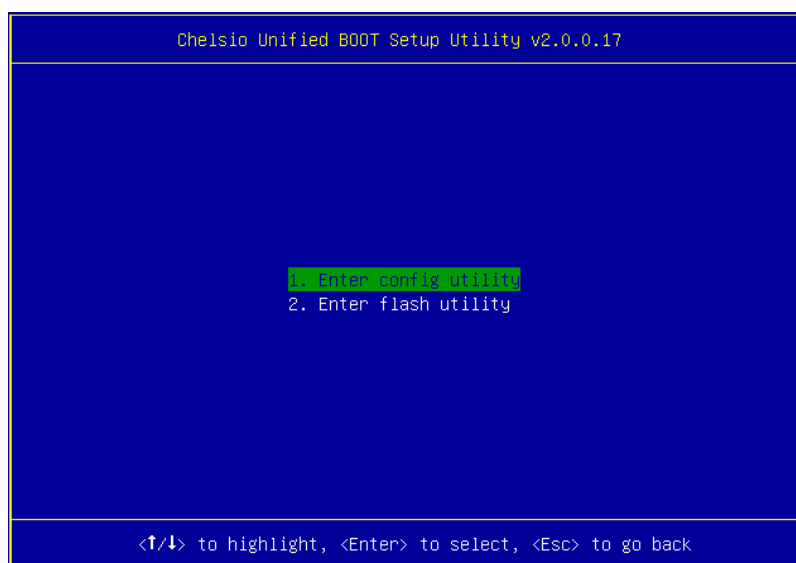 Chelsio Unified BOOT Setup Utility v2.0.0.17
1. Enter config utility
2. Enter flash utility
<↑/↓> to highlight, <Enter> to select, <Esc> to go back